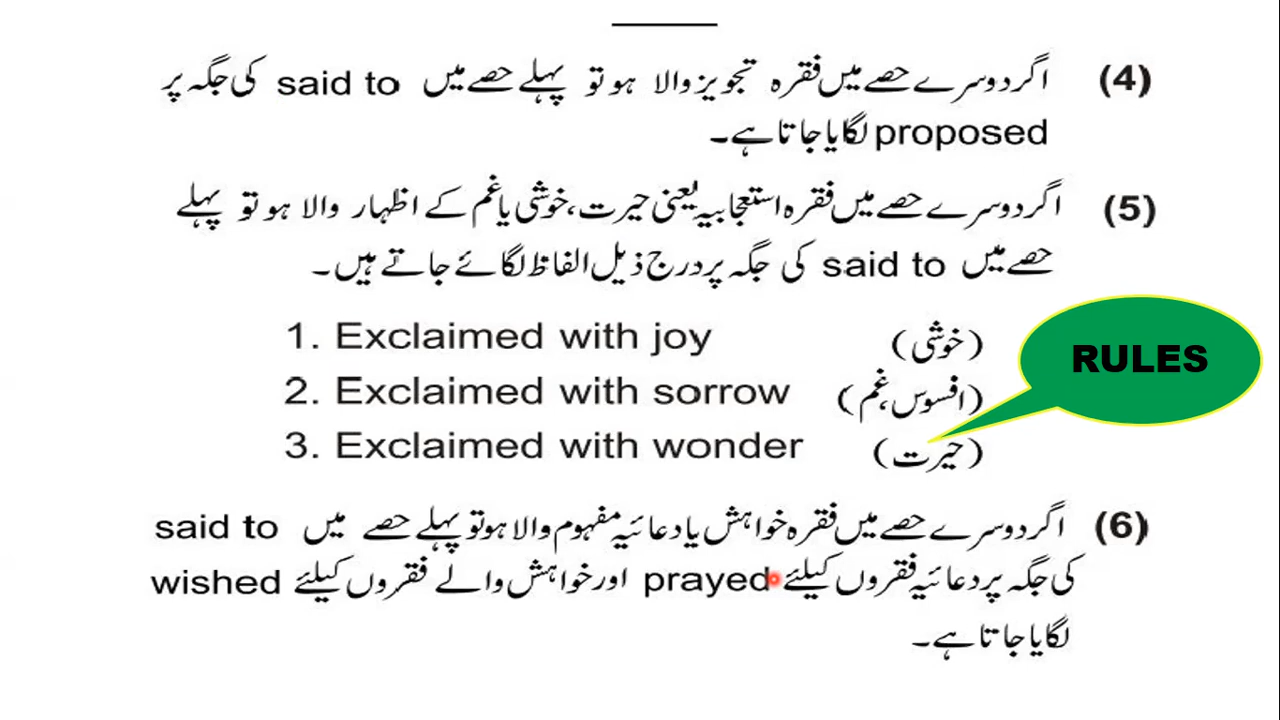 (4) اگر دوسرے حصے میں فقرہ تجویز والا ہو تو پہلے حصے میں said to کی جگہ پر
proposed لگایا جاتا ہے۔
(5) اگر دوسرے حصے میں فقرہ استعجابیہ یعنی حیرت، خوشی یا غم کے اظہار والا ہو تو پہلے
حصے میں said to کی جگہ پر درج ذیل الفاظ لگائے جاتے ہیں۔
1. Exclaimed with joy (خوشی)
2. Exclaimed with sorrow (افسوس، غم)
3. Exclaimed with wonder (حیرت)
RULES
(6) اگر دوسرے حصے میں فقرہ خواہش یا دعائیہ مفہوم والا ہو تو پہلے حصے میں said to
کی جگہ پر دعائیہ فقروں کیلئے prayed اور خواہش والے فقروں کیلئے wished
لگایا جاتا ہے۔